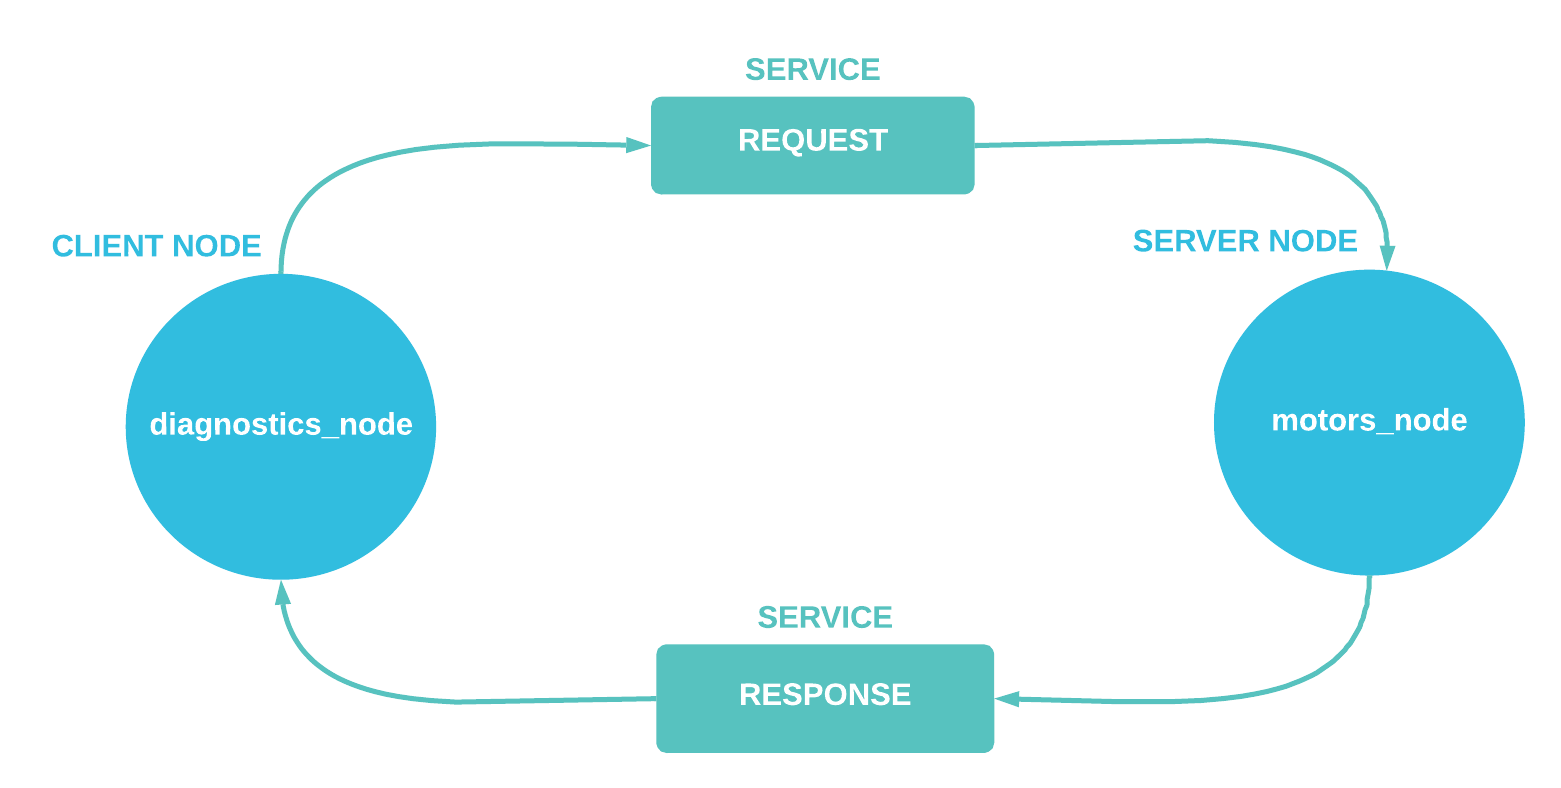 SERVICE
REQUEST
CLIENT NODE
SERVER NODE
diagnostics_node
motors_node
SERVICE
RESPONSE